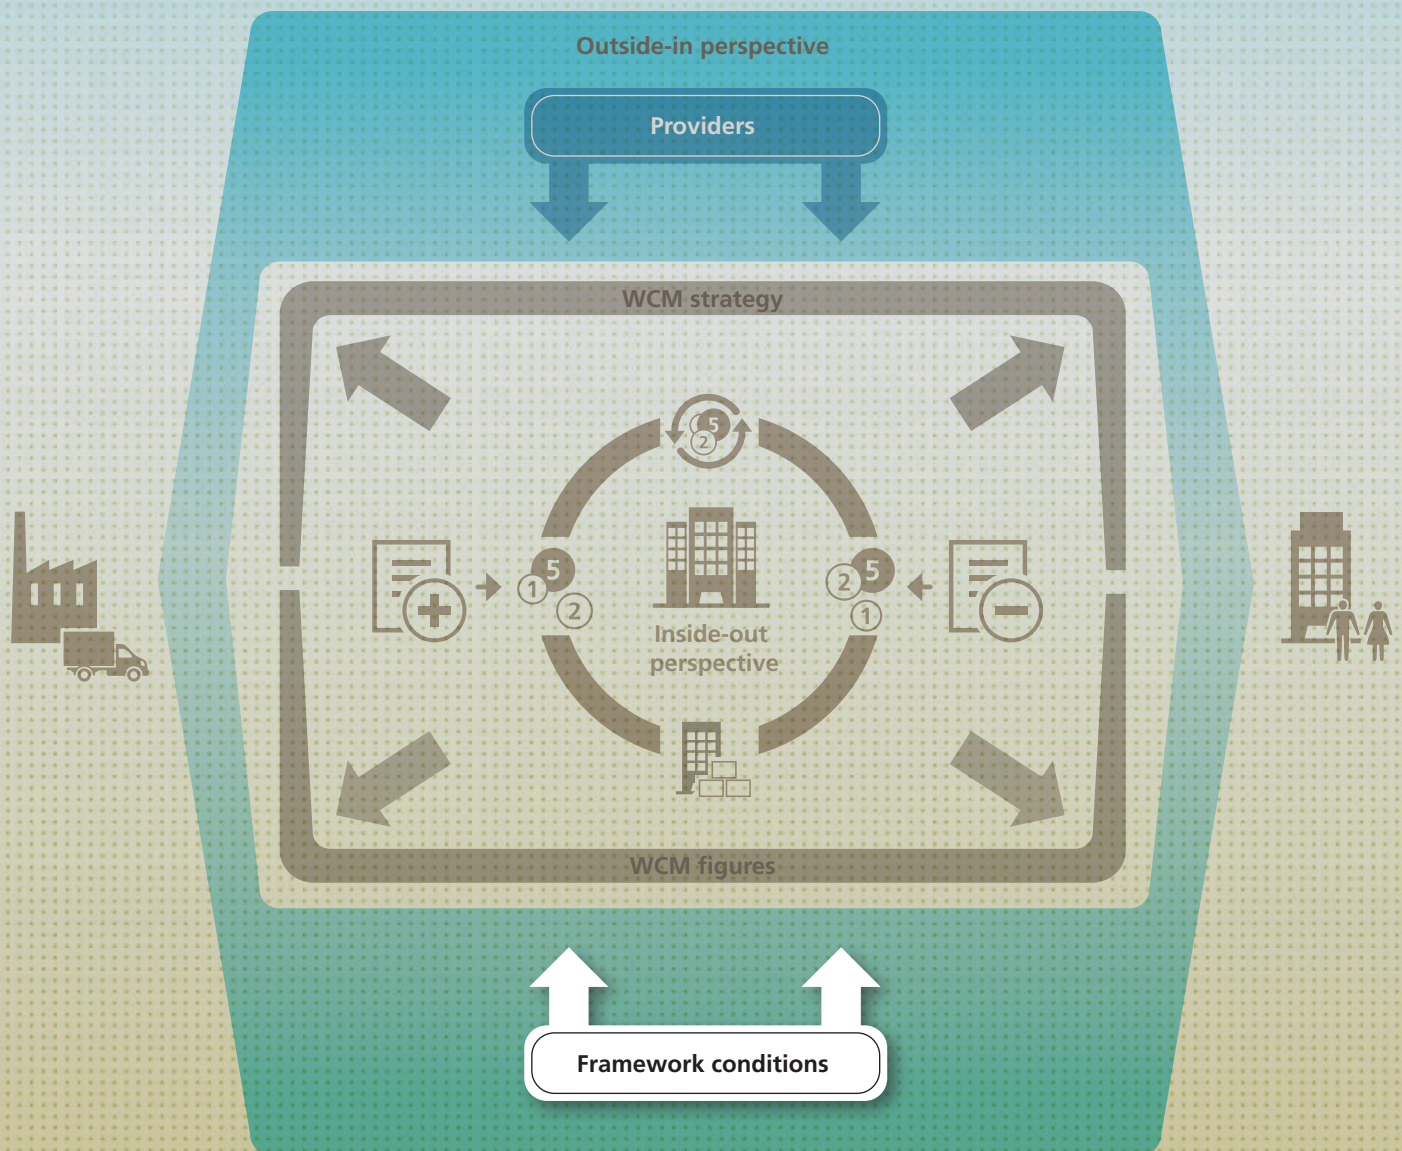 Outside-in perspective
Providers
WCM strategy
5
2
5
1
2
2 5
1
Inside-out
perspective
WCM figures
Framework conditions